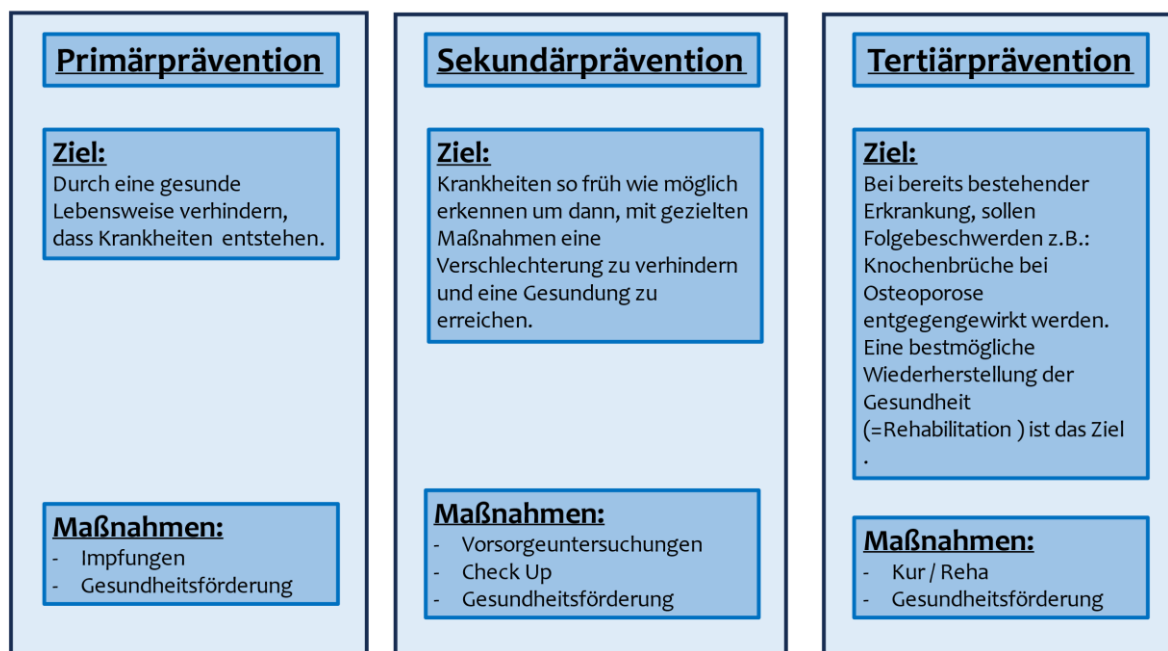 Primärprävention
Ziel:
Durch eine gesunde
Lebensweise verhindern,
dass Krankheiten entstehen.
Maßnahmen:
- Impfungen
- Gesundheitsförderung
Sekundärprävention
Ziel:
Krankheiten so früh wie möglich
erkennen um dann, mit gezielten
Maßnahmen eine
Verschlechterung zu verhindern
und eine Gesundung zu
erreichen.
Maßnahmen:
- Vorsorgeuntersuchungen
- Check Up
- Gesundheitsförderung
Tertiärprävention
Ziel:
Bei bereits bestehender
Erkrankung, sollen
Folgebeschwerden z.B.:
Knochenbrüche bei
Osteoporose
entgegengewirkt werden.
Eine bestmögliche
Wiederherstellung der
Gesundheit
(=Rehabilitation ) ist das Ziel
.
Maßnahmen:
- Kur / Reha
- Gesundheitsförderung